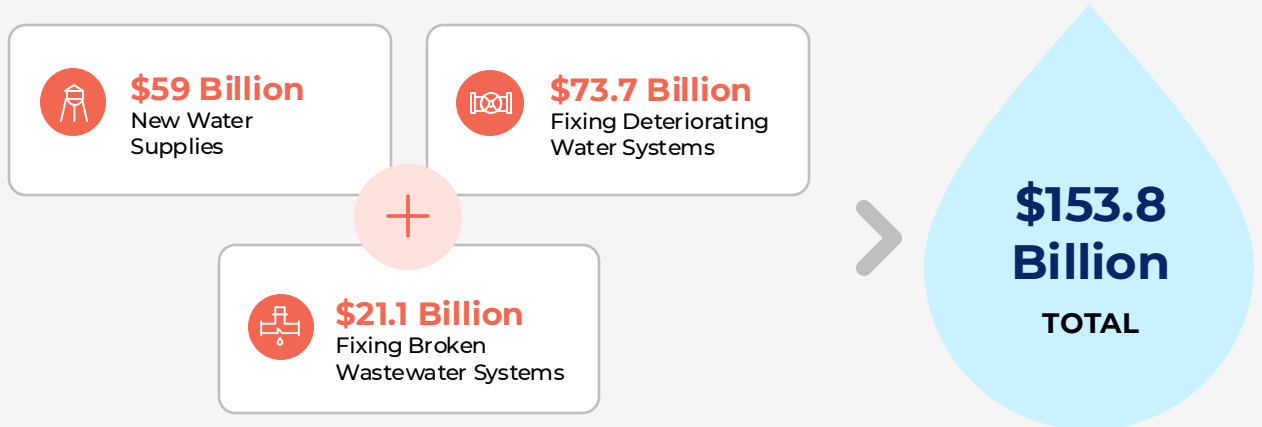 $59 Billion
New Water
Supplies
$73.7 Billion
Fixing Deteriorating
Water Systems
+
$21.1 Billion
Fixing Broken
Wastewater Systems
$153.8
Billion
TOTAL